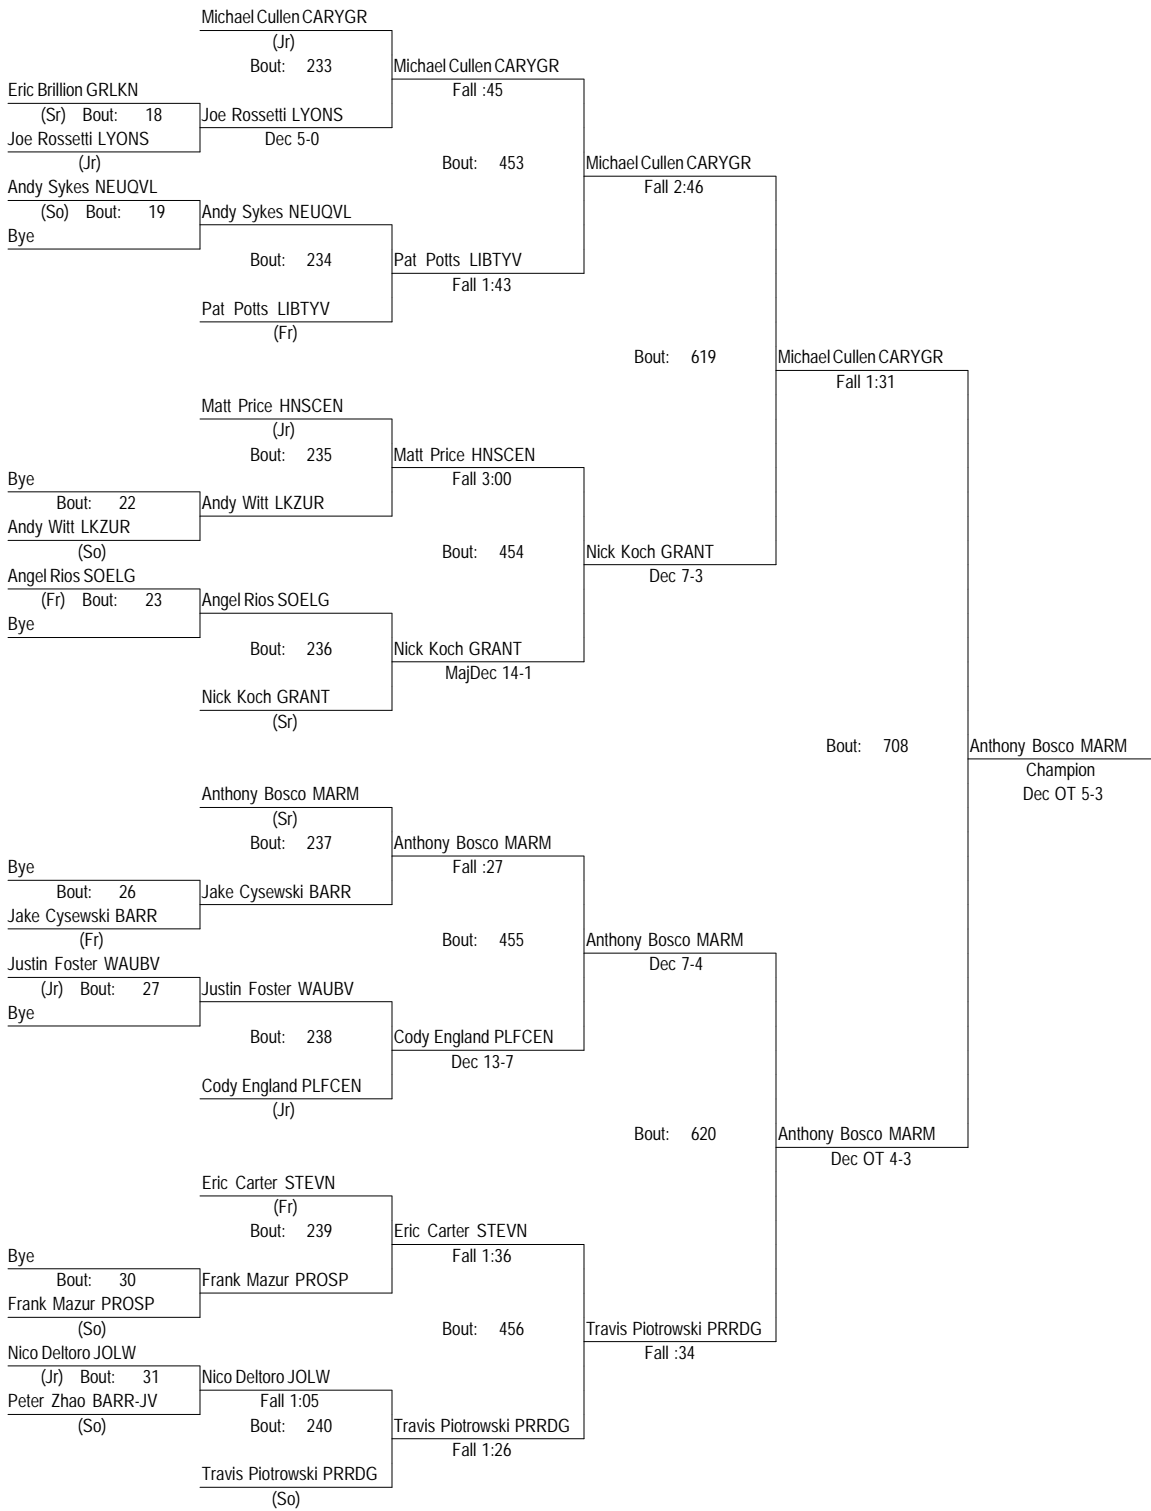 Michael Cullen CARYGR
(Jr)
Bout: 233
Michael Cullen CARYGR
Fall :45
Eric Brillion GRLKN
(Sr) Bout: 18
Joe Rossetti LYONS
Joe Rossetti LYONS
Dec 5-0
(Jr)
Bout: 453
Michael Cullen CARYGR
Fall 2:46
Andy Sykes NEUQVL
(So) Bout: 19
Andy Sykes NEUQVL
Bye
Bout: 234
Pat Potts LIBTYV
Fall 1:43
Pat Potts LIBTYV
(Fr)
Bout: 619
Michael Cullen CARYGR
Fall 1:31
Matt Price HNSCEN
(Jr)
Bout: 235
Matt Price HNSCEN
Fall 3:00
Bye
Bout: 22
Andy Witt LKZUR
Andy Witt LKZUR
(So)
Bout: 454
Nick Koch GRANT
Dec 7-3
Angel Rios SOELG
(Fr) Bout: 23
Angel Rios SOELG
Bye
Bout: 236
Nick Koch GRANT
MajDec 14-1
Nick Koch GRANT
(Sr)
Bout: 708
Anthony Bosco MARM
Champion
Dec OT 5-3
Anthony Bosco MARM
(Sr)
Bout: 237
Anthony Bosco MARM
Fall :27
Bye
Bout: 26
Jake Cysewski BARR
Jake Cysewski BARR
(Fr)
Bout: 455
Anthony Bosco MARM
Dec 7-4
Justin Foster WAUBV
(Jr) Bout: 27
Justin Foster WAUBV
Bye
Bout: 238
Cody England PLFCEN
Dec 13-7
Cody England PLFCEN
(Jr)
Bout: 620
Anthony Bosco MARM
Dec OT 4-3
Eric Carter STEVN
(Fr)
Bout: 239
Eric Carter STEVN
Fall 1:36
Bye
Bout: 30
Frank Mazur PROSP
Frank Mazur PROSP
(So)
Bout: 456
Travis Piotrowski PRRDG
Fall :34
Nico Deltoro JOLW
(Jr) Bout: 31
Nico Deltoro JOLW
Fall 1:05
Peter Zhao BARR-JV
(So)
Bout: 240
Travis Piotrowski PRRDG
Fall 1:26
Travis Piotrowski PRRDG
(So)